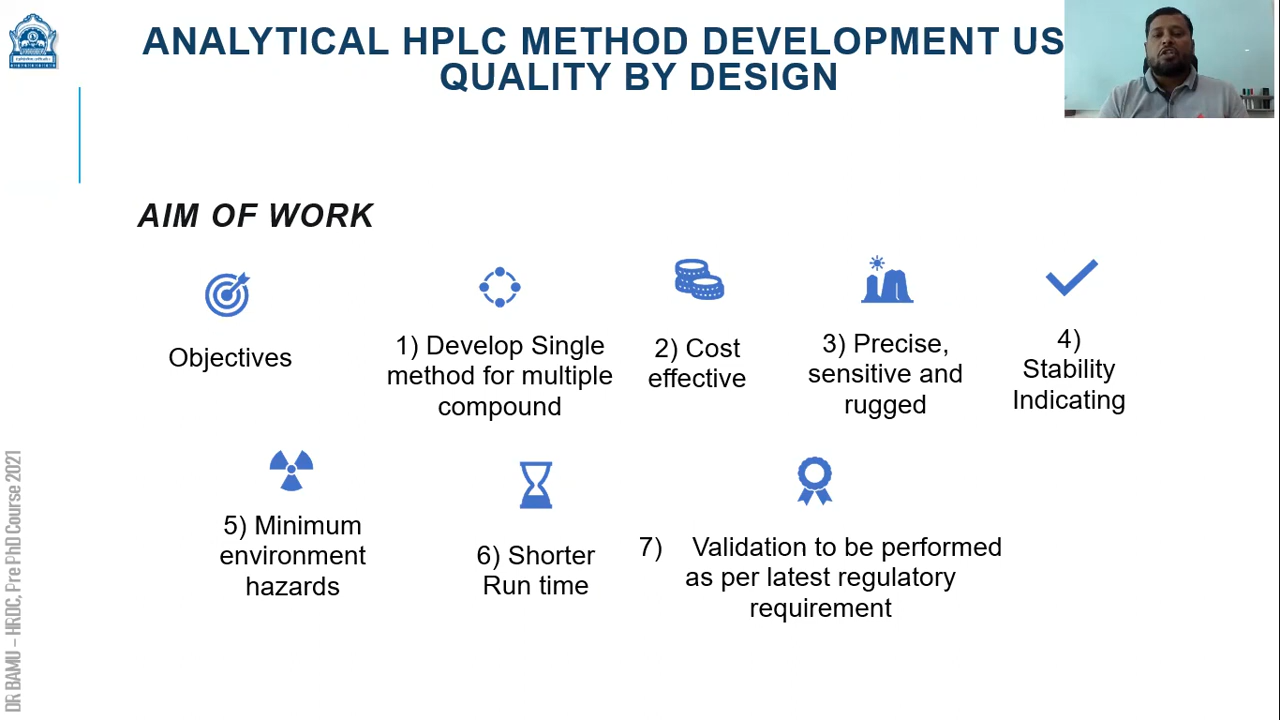 ANALYTICAL HPLC METHOD DEVELOPMENT US
QUALITY BY DESIGN
AIM OF WORK
Objectives
1) Develop Single
method for multiple
compound
2) Cost
effective
3) Precise,
sensitive and
rugged
4)
Stability
Indicating
5) Minimum
environment
hazards
6) Shorter
Run time
7) Validation to be performed
as per latest regulatory
requirement
DR BAMU – HRDC, Pre PhD Course 2021